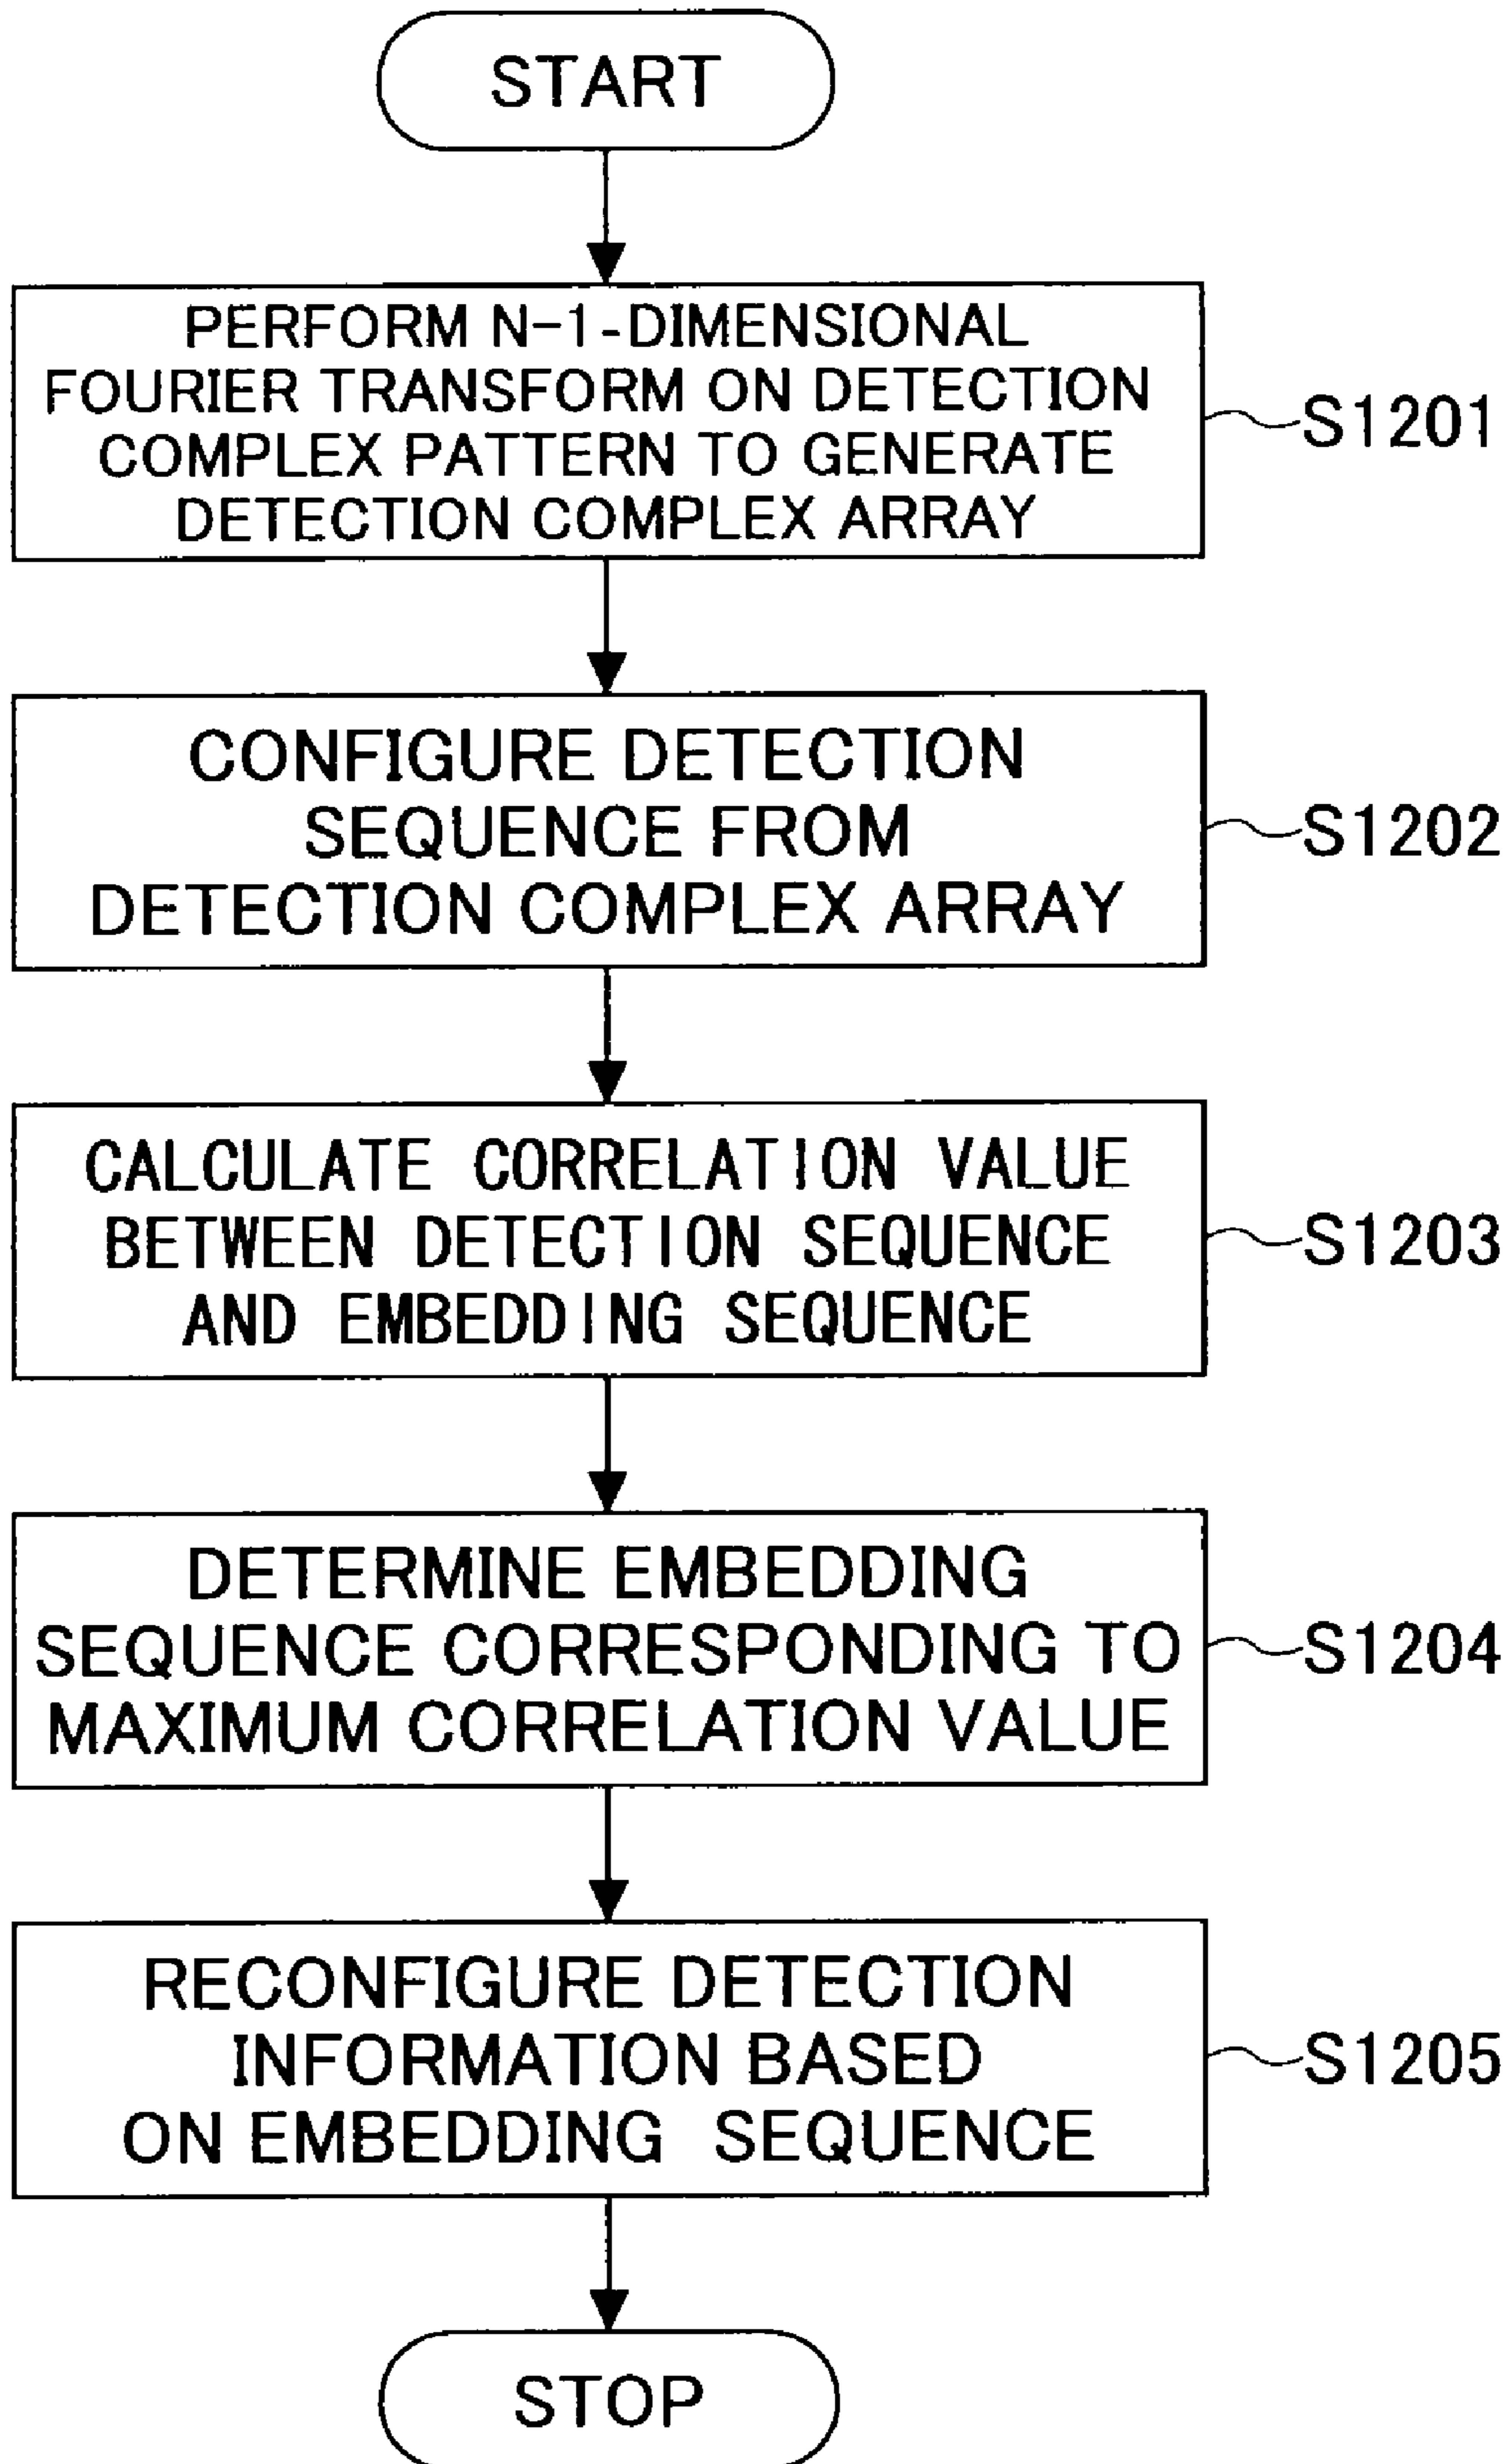 START
PERFORM N-1-DIMENSIONAL
FOURIER TRANSFORM ON DETECTION
COMPLEX PATTERN TO GENERATE
DETECTION COMPLEX ARRAY
S1201
CONFIGURE DETECTION
SEQUENCE FROM
DETECTION COMPLEX ARRAY
S1202
CALCULATE CORRELATION VALUE
BETWEEN DETECTION SEQUENCE
AND EMBEDDING SEQUENCE
S1203
DETERMINE EMBEDDING
SEQUENCE CORRESPONDING TO
MAXIMUM CORRELATION VALUE
S1204
RECONFIGURE DETECTION
INFORMATION BASED
ON EMBEDDING SEQUENCE
S1205
STOP